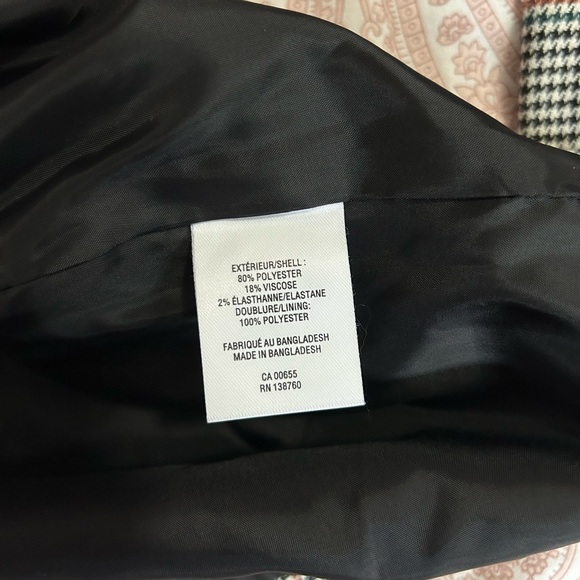 EXTÉRIEUR/SHELL :
80% POLYESTER
18% VISCOSE
2% ÉLASTHANNE/ELASTANE
DOUBLURE/LINING:
100% POLYESTER
FABRIQUÉ AU BANGLADESH
MADE IN BANGLADESH
CA 00655
RN 138760